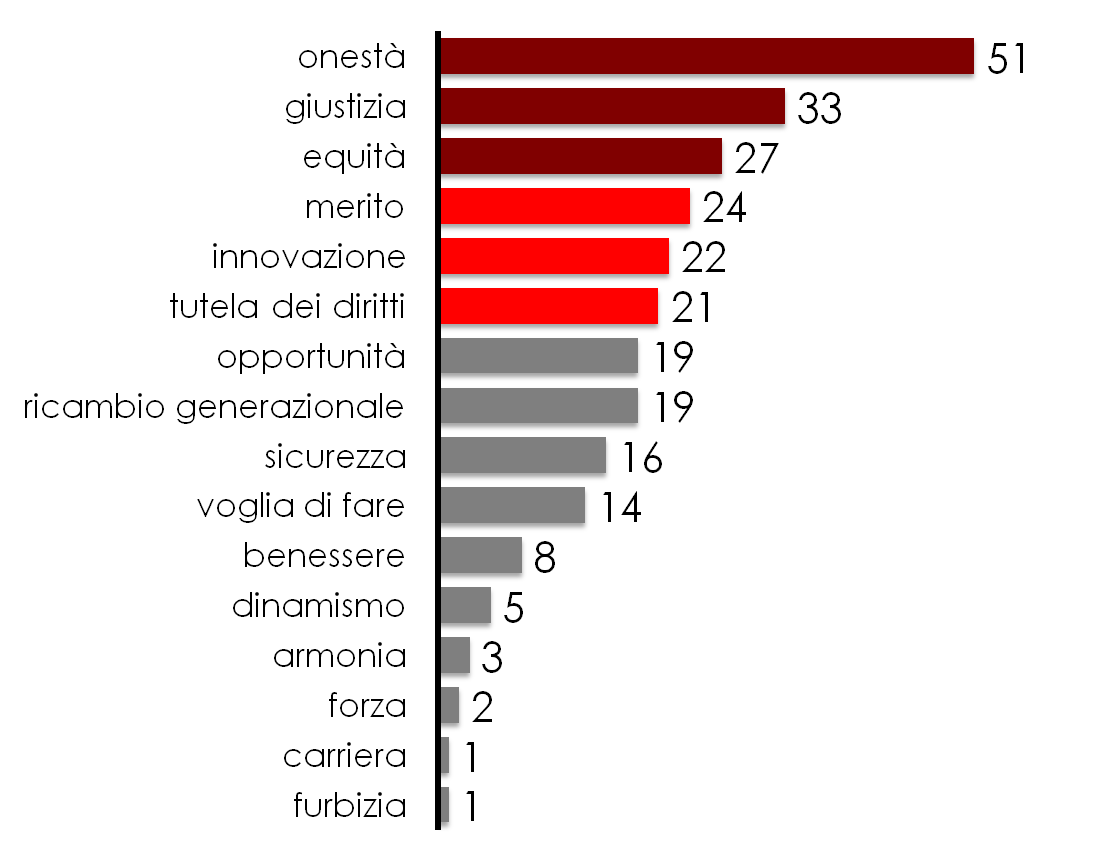 onestà 51
giustizia 33
equità 27
merito 24
innovazione 22
tutela dei diritti 21
opportunità 19
ricambio generazionale 19
sicurezza 16
voglia di fare 14
benessere 8
dinamismo 5
armonia 3
forza 2
carriera 1
furbizia 1